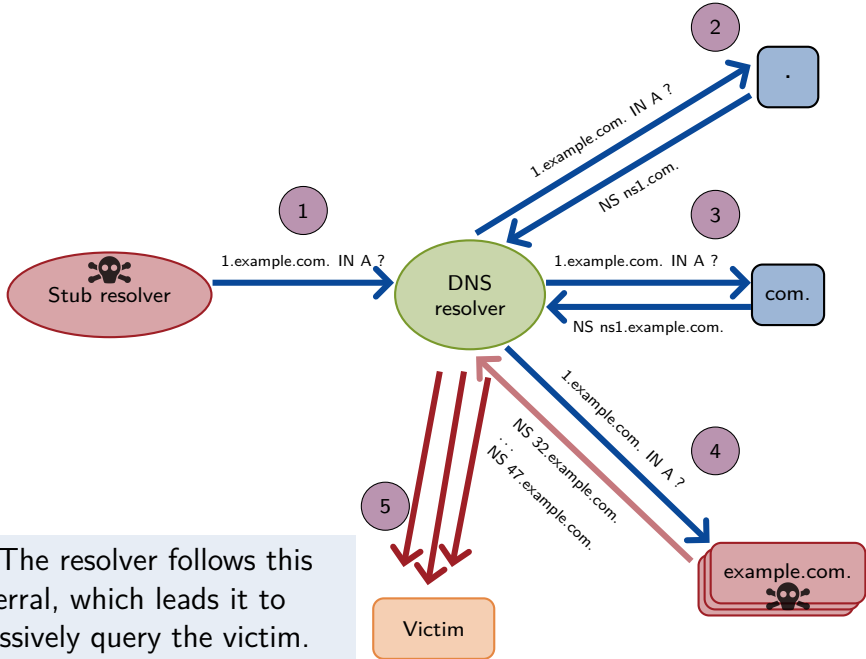 2
.
1.example.com. IN A ?
NS ns1.com.
1
3
1.example.com. IN A ?
1.example.com. IN A ?
Stub resolver
DNS
resolver
com.
NS ns1.example.com.
1.example.com. IN A ?
4
NS 32.example.com.
...
NS 47.example.com.
5
The resolver follows this
erral, which leads it to
ssively query the victim.
Victim
example.com.